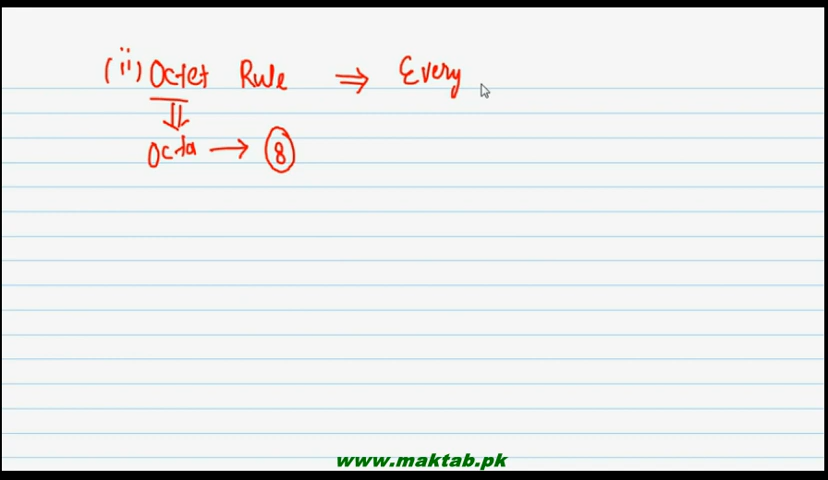 (ii) Octet Rule ⇒ Every
⇓
Octa → 8
www.maktab.pk